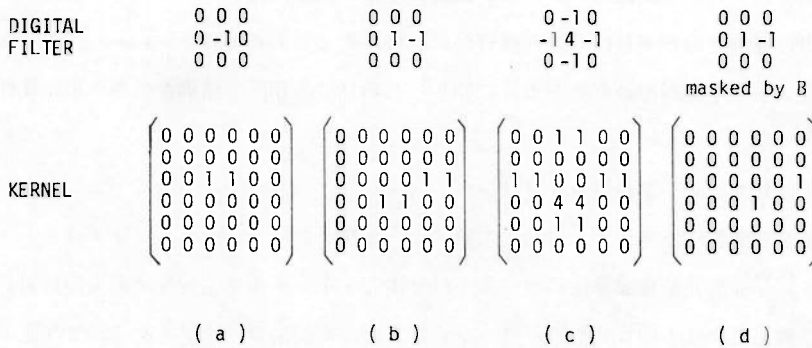 DIGITAL FILTER
0 0 0
0 -1 0
0 0 0
0 0 0
0 1 -1
0 0 0
0 -1 0
-1 4 -1
0 -1 0
0 0 0
0 1 -1
0 0 0
masked by B
KERNEL
0 0 0 0 0 0
0 0 0 0 0 0
0 0 1 1 0 0
0 0 0 0 0 0
0 0 0 0 0 0
0 0 0 0 0 0
0 0 0 0 0 0
0 0 0 0 0 0
0 0 0 0 1 1
0 0 1 1 0 0
0 0 0 0 0 0
0 0 0 0 0 0
0 0 1 1 0 0
0 0 0 0 0 0
1 1 0 0 1 1
0 0 4 4 0 0
0 0 1 1 0 0
0 0 0 0 0 0
0 0 0 0 0 0
0 0 0 0 0 0
0 0 0 0 0 1
0 0 0 1 0 0
0 0 0 0 0 0
0 0 0 0 0 0
( a ) ( b ) ( c ) ( d )